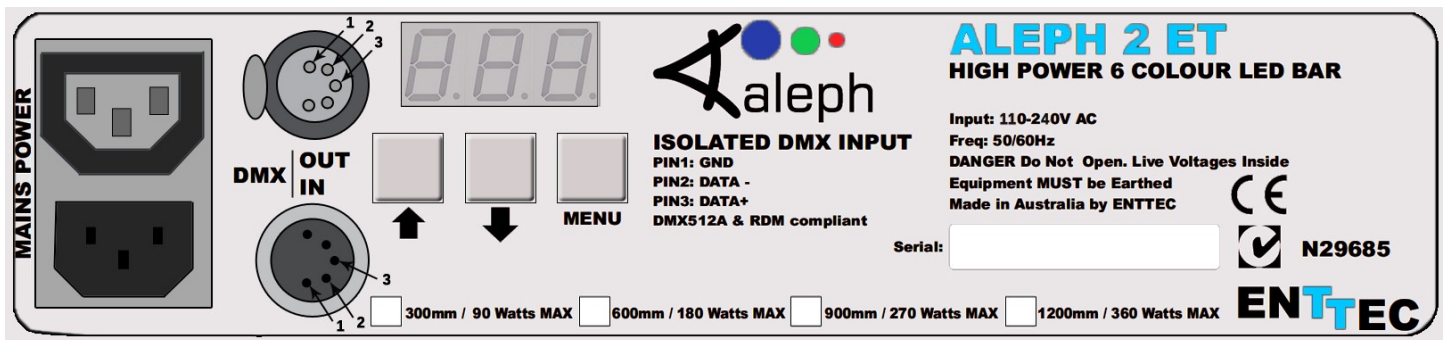 MAINS POWER
1
2
3
8.8.8.
DMX OUT
IN
MENU
3
1 2
aleph
ISOLATED DMX INPUT
PIN1: GND
PIN2: DATA -
PIN3: DATA+
DMX512A & RDM compliant
ALEPH 2 ET
HIGH POWER 6 COLOUR LED BAR
Input: 110-240V AC
Freq: 50/60Hz
DANGER Do Not Open. Live Voltages Inside
Equipment MUST be Earthed
Made in Australia by ENTTEC
CE
Serial:
N29685
300mm / 90 Watts MAX
600mm / 180 Watts MAX
900mm / 270 Watts MAX
1200mm / 360 Watts MAX
ENTTEC